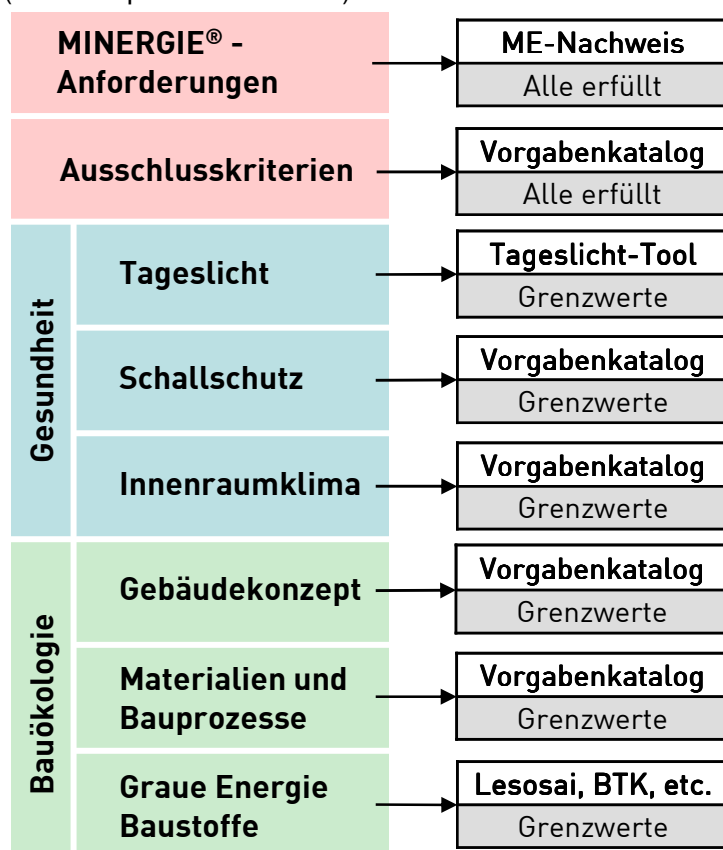 MINERGIE® -
Anforderungen
ME-Nachweis
Alle erfüllt
Ausschlusskriterien
Vorgabenkatalog
Alle erfüllt
Gesundheit
Tageslicht
Tageslicht-Tool
Grenzwerte
Schallschutz
Vorgabenkatalog
Grenzwerte
Innenraumklima
Vorgabenkatalog
Grenzwerte
Bauökologie
Gebäudekonzept
Vorgabenkatalog
Grenzwerte
Materialien und
Bauprozesse
Vorgabenkatalog
Grenzwerte
Graue Energie
Baustoffe
Lesosai, BTK, etc.
Grenzwerte